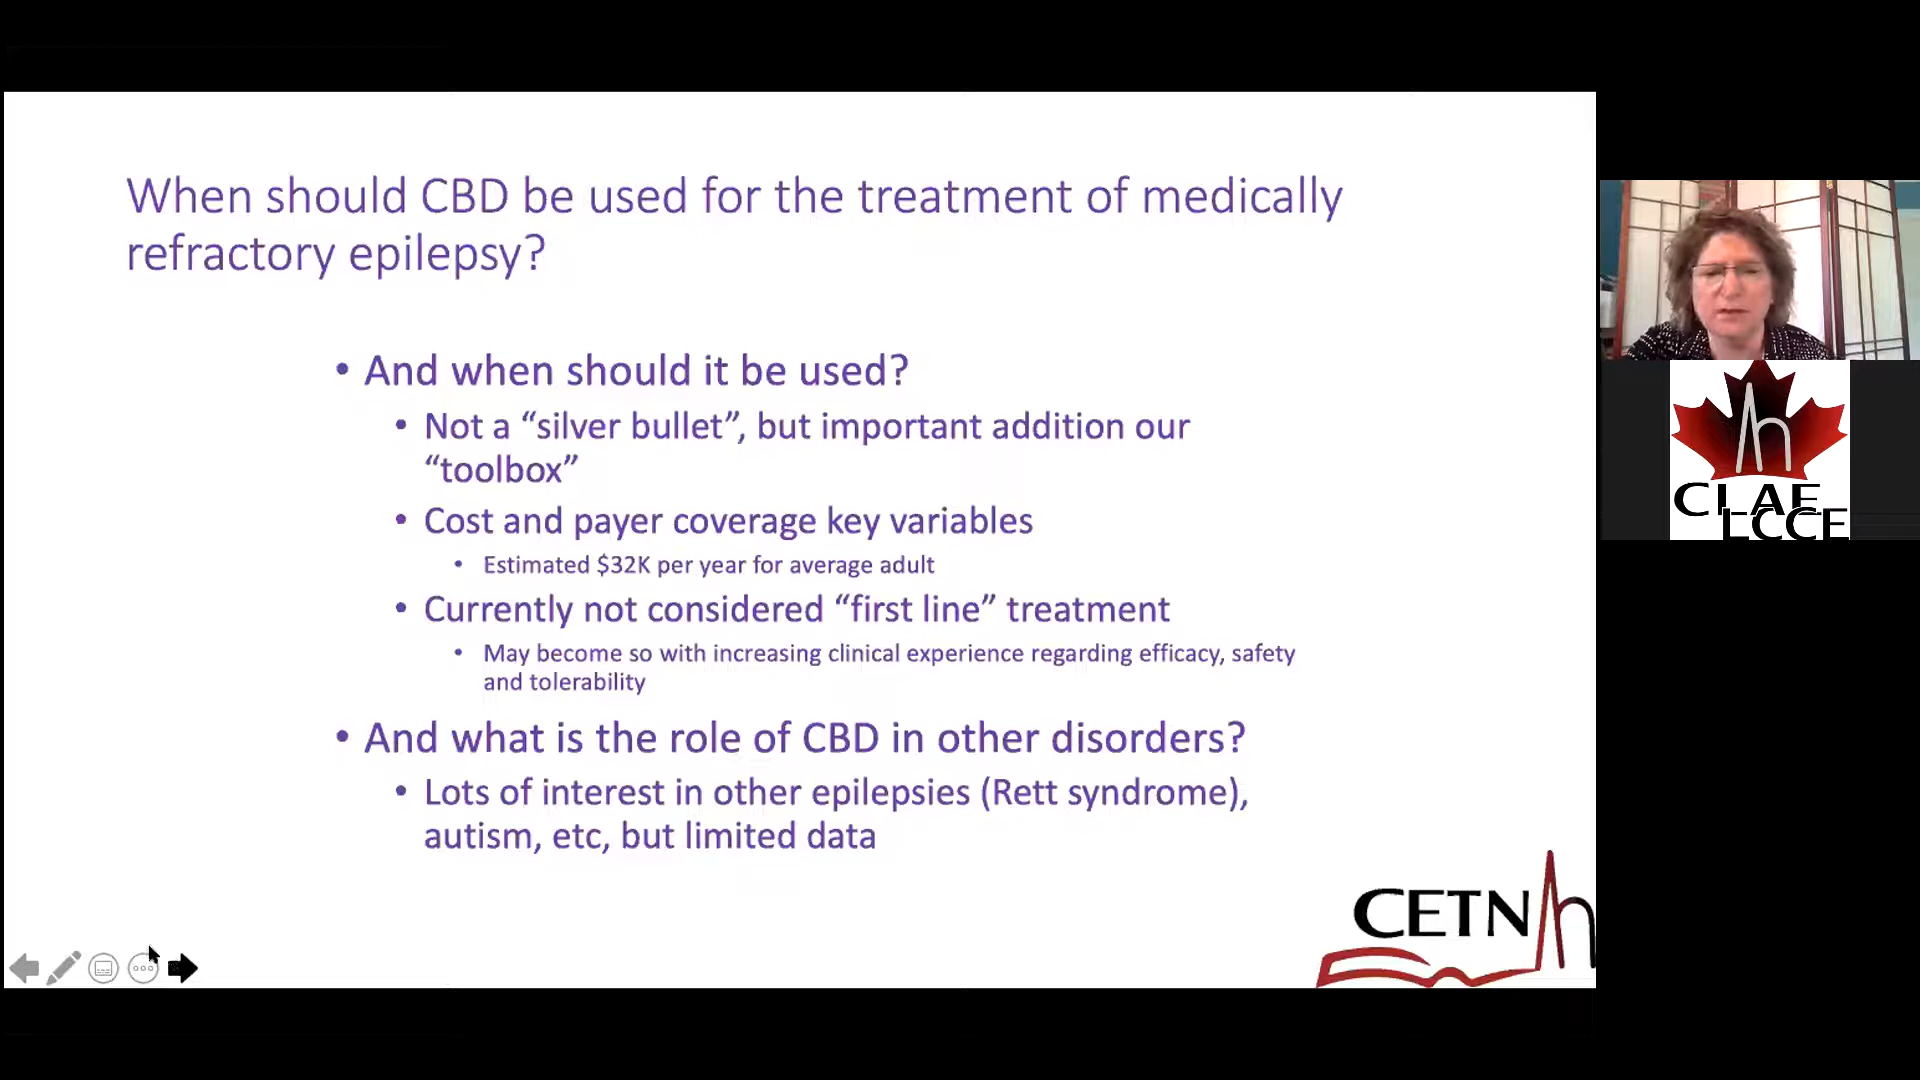 When should CBD be used for the treatment of medically
refractory epilepsy?
• And when should it be used?
• Not a “silver bullet”, but important addition our
“toolbox”
• Cost and payer coverage key variables
• Estimated $32K per year for average adult
• Currently not considered “first line” treatment
• May become so with increasing clinical experience regarding efficacy, safety
and tolerability
• And what is the role of CBD in other disorders?
• Lots of interest in other epilepsies (Rett syndrome),
autism, etc, but limited data
CETN
CLAE
LCCE